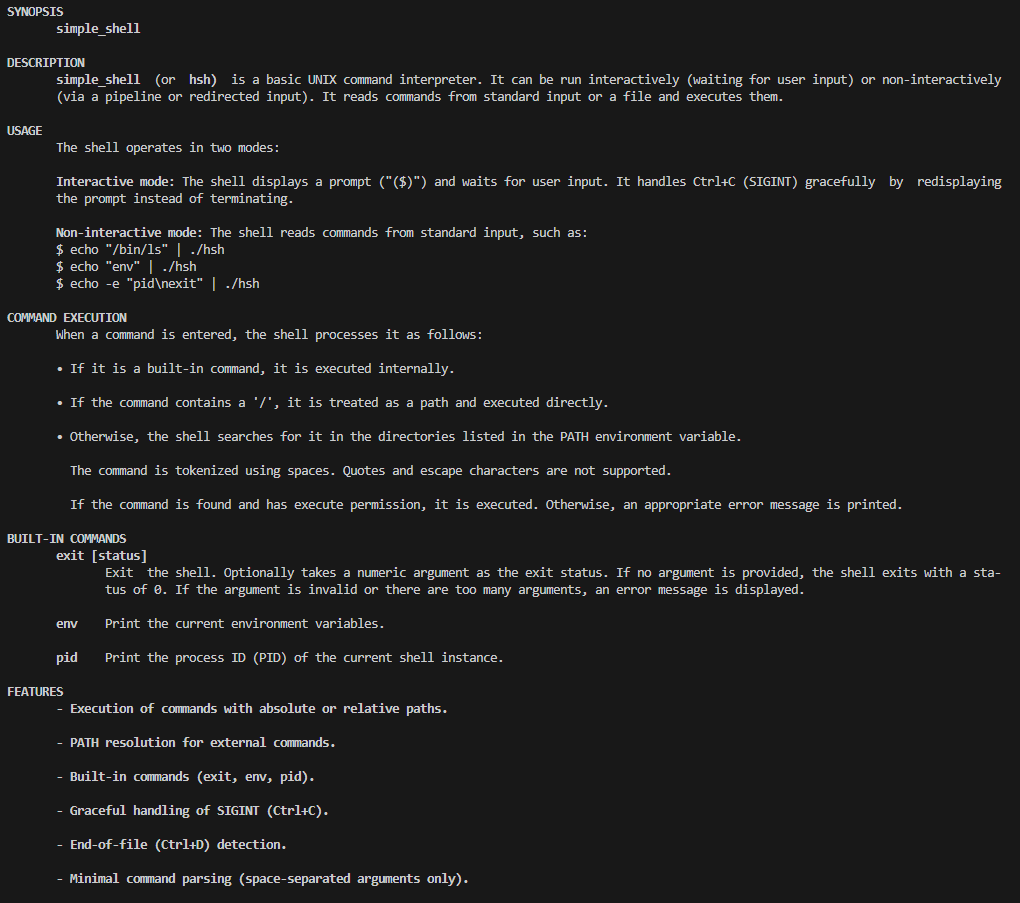 SYNOPSIS
simple_shell
DESCRIPTION
simple_shell (or hsh) is a basic UNIX command interpreter. It can be run interactively (waiting for user input) or non-interactively
(via a pipeline or redirected input). It reads commands from standard input or a file and executes them.
USAGE
The shell operates in two modes:
Interactive mode: The shell displays a prompt ("($)") and waits for user input. It handles Ctrl+C (SIGINT) gracefully by redisplaying
the prompt instead of terminating.
Non-interactive mode: The shell reads commands from standard input, such as:
$ echo "/bin/ls" | ./hsh
$ echo "env" | ./hsh
$ echo -e "pid\nexit" | ./hsh
COMMAND EXECUTION
When a command is entered, the shell processes it as follows:
• If it is a built-in command, it is executed internally.
• If the command contains a '/', it is treated as a path and executed directly.
• Otherwise, the shell searches for it in the directories listed in the PATH environment variable.
The command is tokenized using spaces. Quotes and escape characters are not supported.
If the command is found and has execute permission, it is executed. Otherwise, an appropriate error message is printed.
BUILT-IN COMMANDS
exit [status]
Exit the shell. Optionally takes a numeric argument as the exit status. If no argument is provided, the shell exits with a sta-
tus of 0. If the argument is invalid or there are too many arguments, an error message is displayed.
env Print the current environment variables.
pid Print the process ID (PID) of the current shell instance.
FEATURES
- Execution of commands with absolute or relative paths.
- PATH resolution for external commands.
- Built-in commands (exit, env, pid).
- Graceful handling of SIGINT (Ctrl+C).
- End-of-file (Ctrl+D) detection.
- Minimal command parsing (space-separated arguments only).